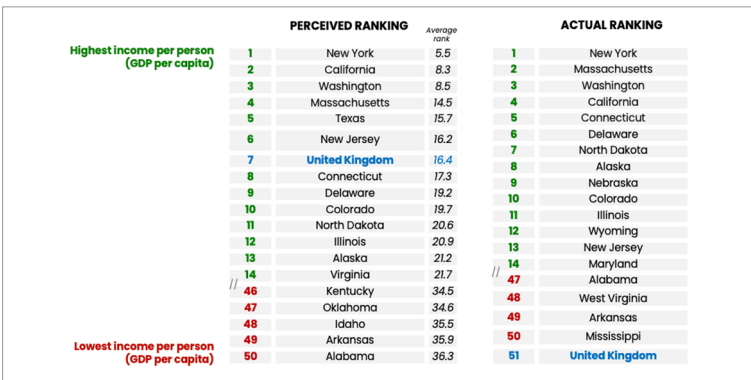 PERCEIVED RANKING
Average
rank
Highest income per person
(GDP per capita)
1 New York 5.5
2 California 8.3
3 Washington 8.5
4 Massachusetts 14.5
5 Texas 15.7
6 New Jersey 16.2
7 United Kingdom 16.4
8 Connecticut 17.3
9 Delaware 19.2
10 Colorado 19.7
11 North Dakota 20.6
12 Illinois 20.9
13 Alaska 21.2
14 Virginia 21.7
//
46 Kentucky 34.5
47 Oklahoma 34.6
48 Idaho 35.5
49 Arkansas 35.9
50 Alabama 36.3
Lowest income per person
(GDP per capita)
ACTUAL RANKING
1 New York
2 Massachusetts
3 Washington
4 California
5 Connecticut
6 Delaware
7 North Dakota
8 Alaska
9 Nebraska
10 Colorado
11 Illinois
12 Wyoming
13 New Jersey
14 Maryland
//
47 Alabama
48 West Virginia
49 Arkansas
50 Mississippi
51 United Kingdom